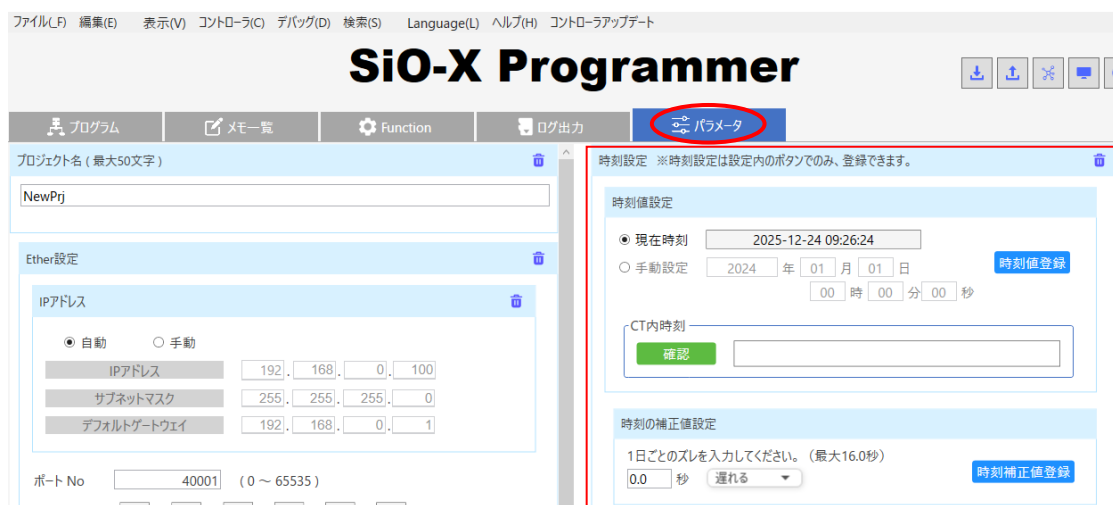 ファイル(_F) 編集(E) 表示(V) コントローラ(C) デバッグ(D) 検索(S) Language(L) ヘルプ(H) コントローラアップデート
SiO-X Programmer
プログラム メモ一覧 Function ログ出力 パラメータ
プロジェクト名 ( 最大50文字 )
NewPrj
Ether設定
IPアドレス
自動 手動
IPアドレス 192 . 168 . 0 . 100
サブネットマスク 255 . 255 . 255 . 0
デフォルトゲートウェイ 192 . 168 . 0 . 1
ポート No 40001 ( 0 ～ 65535 )
時刻設定 ※時刻設定は設定内のボタンでのみ、登録できます。
時刻値設定
現在時刻 2025-12-24 09:26:24
手動設定 2024 年 01 月 01 日
00 時 00 分 00 秒
時刻値登録
CT内時刻
確認
時刻の補正値設定
1日ごとのズレを入力してください。（最大16.0秒）
0.0 秒 遅れる
時刻補正値登録